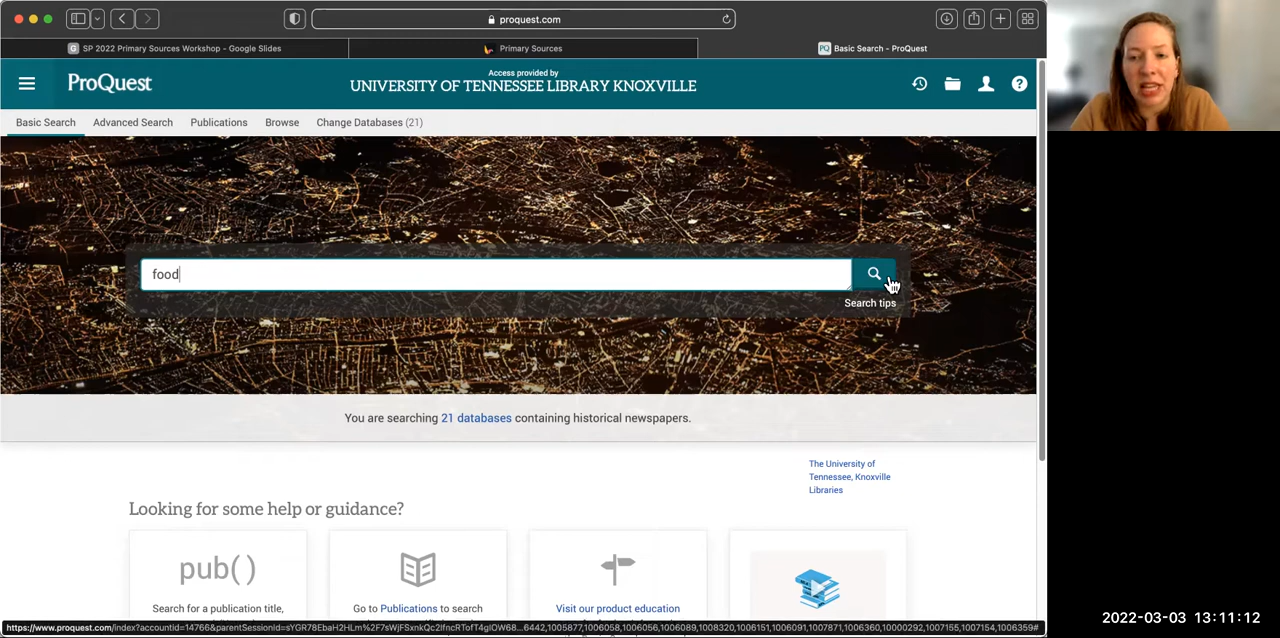 proquest.com
G SP 2022 Primary Sources Workshop - Google Slides
Primary Sources
PQ Basic Search - ProQuest
ProQuest
Access provided by
UNIVERSITY OF TENNESSEE LIBRARY KNOXVILLE
?
Basic Search Advanced Search Publications Browse Change Databases (21)
food
Search tips
You are searching 21 databases containing historical newspapers.
The University of
Tennessee, Knoxville
Libraries
Looking for some help or guidance?
pub()
Search for a publication title,
Go to Publications to search
Visit our product education
2022-03-03 13:11:12